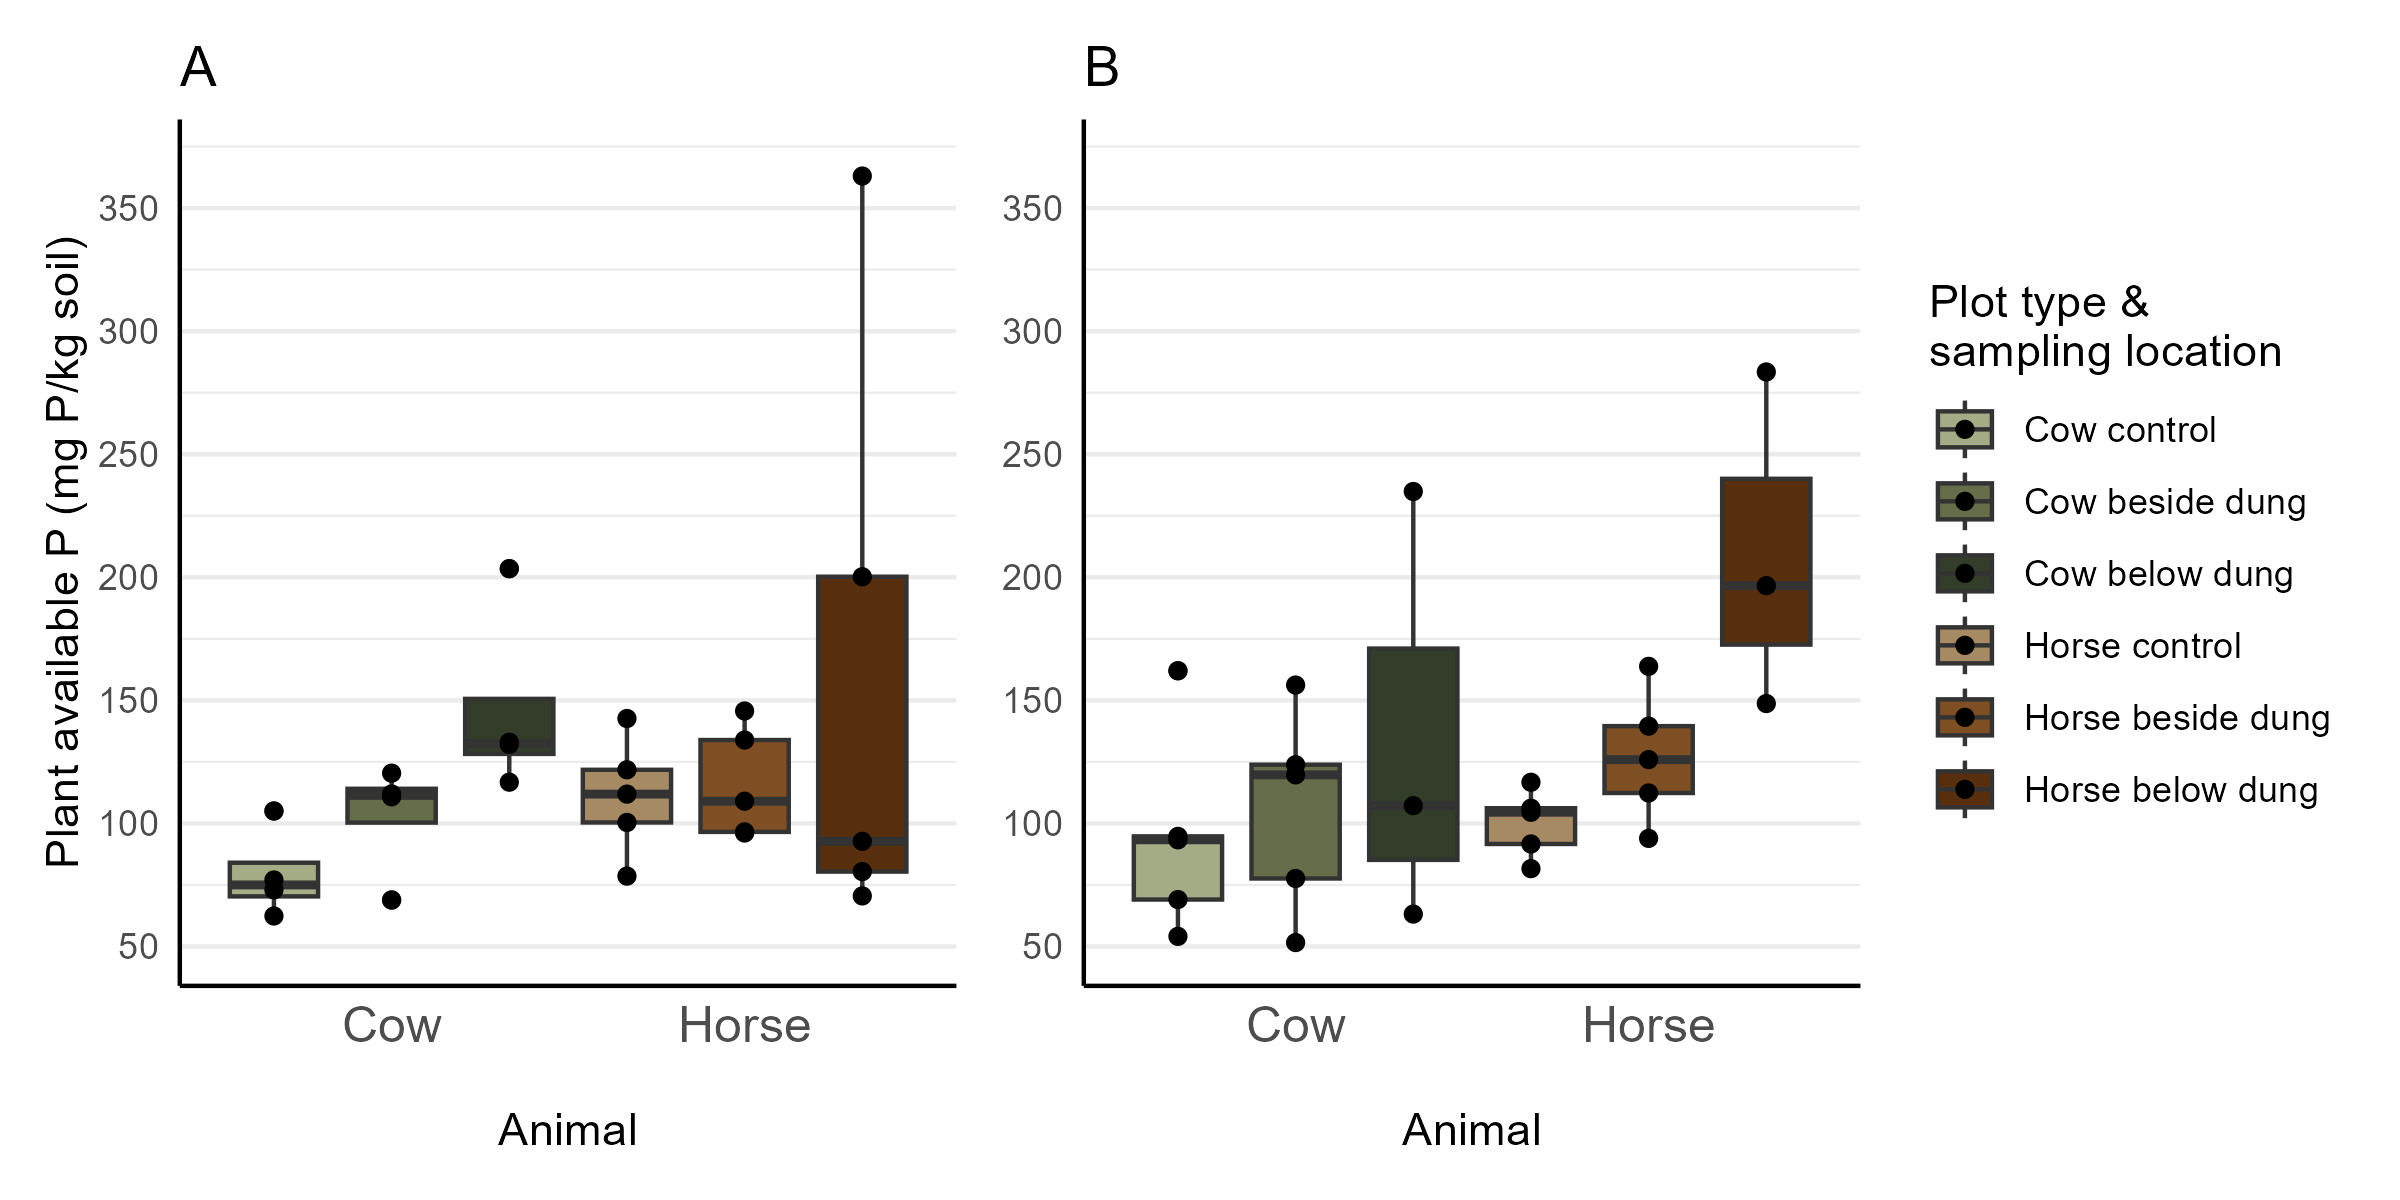 A
B
Plant available P (mg P/kg soil)
350
300
250
200
150
100
50
350
300
250
200
150
100
50
Cow
Horse
Cow
Horse
Animal
Animal
Plot type &
sampling location
Cow control
Cow beside dung
Cow below dung
Horse control
Horse beside dung
Horse below dung